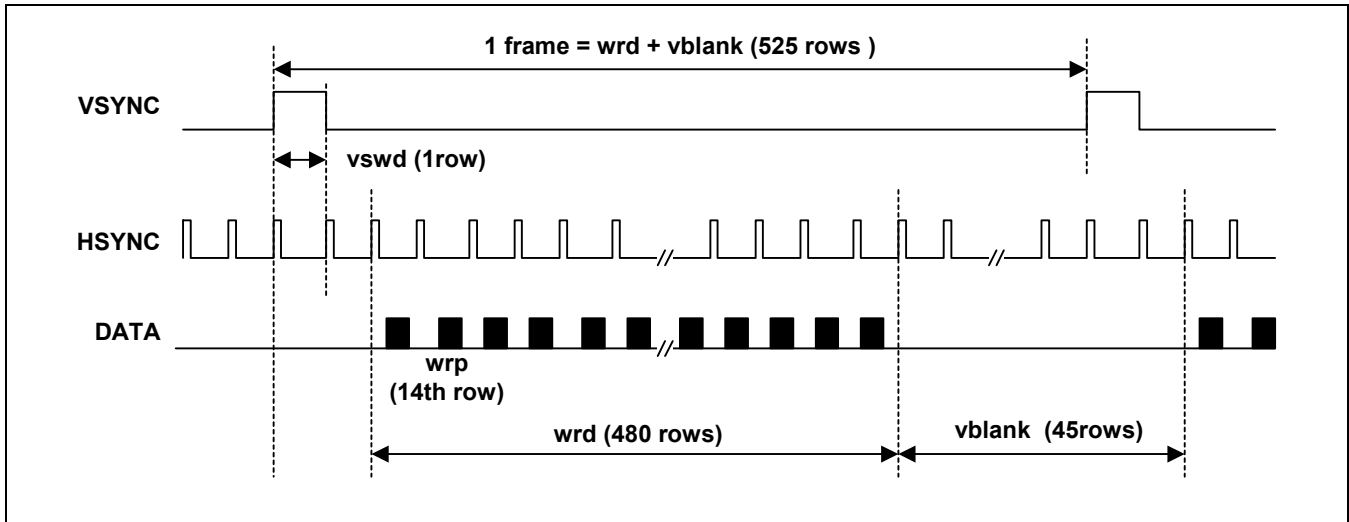 1 frame = wrd + vblank (525 rows )
VSYNC
vswd (1row)
HSYNC
//
//
DATA
//
wrp
(14th row)
wrd (480 rows)
vblank (45rows)